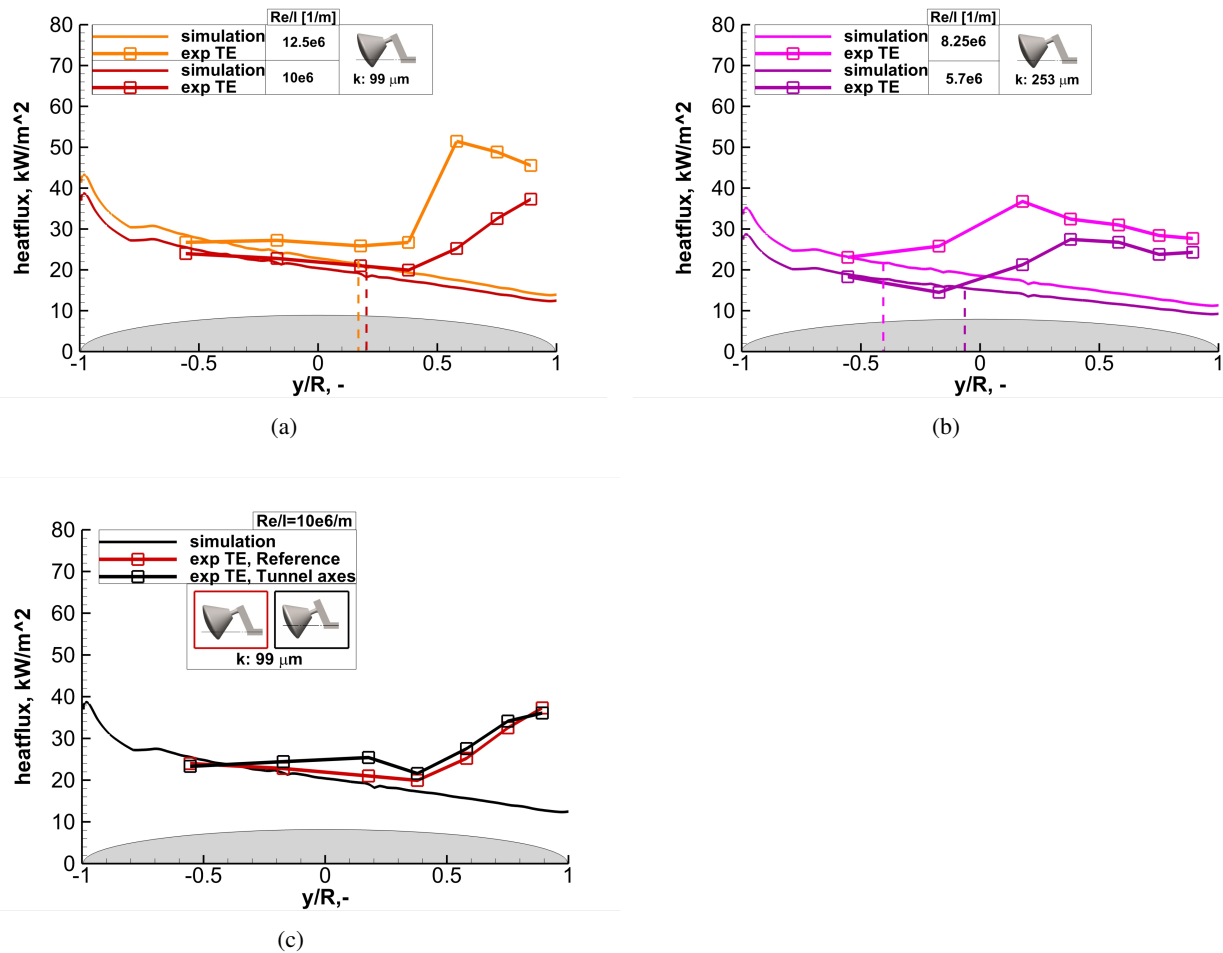 Re/l [1/m]
simulation 12.5e6
exp TE
simulation 10e6
exp TE k: 99 μm
80
70
60
50
40
30
20
10
0
heatflux, kW/m^2
-1 -0.5 0 0.5 1
y/R, -
(a)
Re/l [1/m]
simulation 8.25e6
exp TE
simulation 5.7e6
exp TE k: 253 μm
80
70
60
50
40
30
20
10
0
heatflux, kW/m^2
-1 -0.5 0 0.5 1
y/R, -
(b)
Re/l=10e6/m
simulation
exp TE, Reference
exp TE, Tunnel axes
k: 99 μm
80
70
60
50
40
30
20
10
0
heatflux, kW/m^2
-1 -0.5 0 0.5 1
y/R,-
(c)